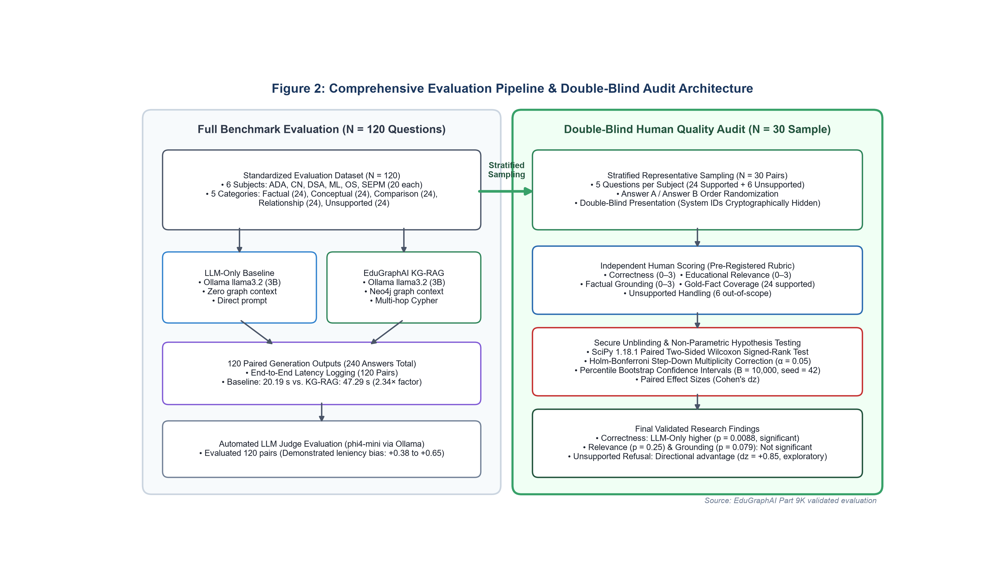 Figure 2: Comprehensive Evaluation Pipeline & Double-Blind Audit Architecture
Full Benchmark Evaluation (N = 120 Questions)
Standardized Evaluation Dataset (N = 120)
• 6 Subjects: ADA, CN, DSA, ML, OS, SEPM (20 each)
• 5 Categories: Factual (24), Conceptual (24), Comparison (24),
Relationship (24), Unsupported (24)
LLM-Only Baseline
• Ollama llama3.2 (3B)
• Zero graph context
• Direct prompt
EduGraphAI KG-RAG
• Ollama llama3.2 (3B)
• Neo4j graph context
• Multi-hop Cypher
120 Paired Generation Outputs (240 Answers Total)
• End-to-End Latency Logging (120 Pairs)
• Baseline: 20.19 s vs. KG-RAG: 47.29 s (2.34× factor)
Automated LLM Judge Evaluation (phi4-mini via Ollama)
• Evaluated 120 pairs (Demonstrated leniency bias: +0.38 to +0.65)
Stratified
Sampling
Double-Blind Human Quality Audit (N = 30 Sample)
Stratified Representative Sampling (N = 30 Pairs)
• 5 Questions per Subject (24 Supported + 6 Unsupported)
• Answer A / Answer B Order Randomization
• Double-Blind Presentation (System IDs Cryptographically Hidden)
Independent Human Scoring (Pre-Registered Rubric)
• Correctness (0–3)  • Educational Relevance (0–3)
• Factual Grounding (0–3)  • Gold-Fact Coverage (24 supported)
• Unsupported Handling (6 out-of-scope)
Secure Unblinding & Non-Parametric Hypothesis Testing
• SciPy 1.18.1 Paired Two-Sided Wilcoxon Signed-Rank Test
• Holm-Bonferroni Step-Down Multiplicity Correction (α = 0.05)
• Percentile Bootstrap Confidence Intervals (B = 10,000, seed = 42)
• Paired Effect Sizes (Cohen's dz)
Final Validated Research Findings
• Correctness: LLM-Only higher (p = 0.0088, significant)
• Relevance (p = 0.25) & Grounding (p = 0.079): Not significant
• Unsupported Refusal: Directional advantage (dz = +0.85, exploratory)
Source: EduGraphAI Part 9K validated evaluation